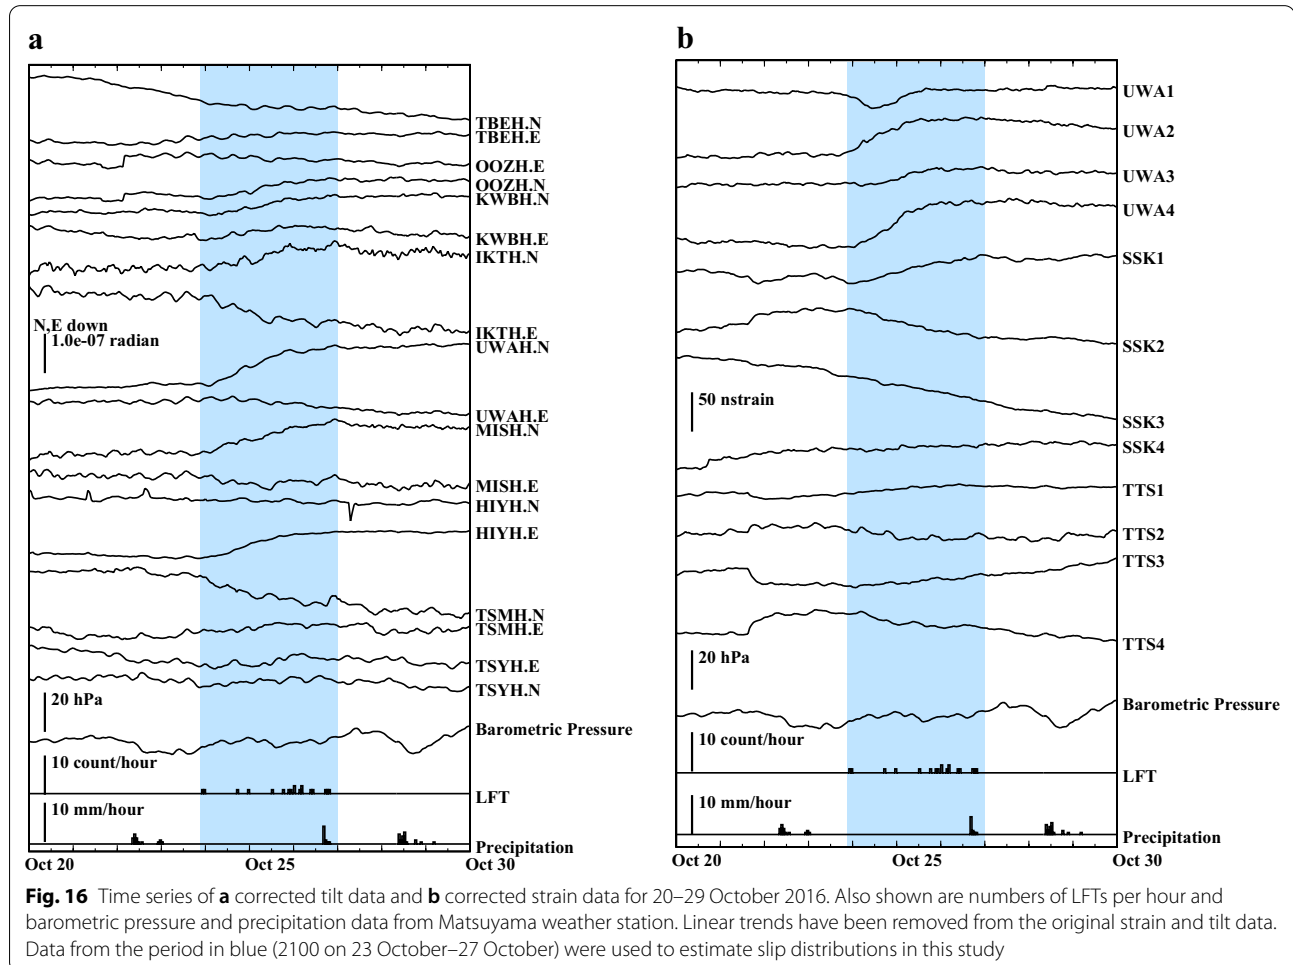 a
TBEH.N
TBEH.E
OOZH.E
OOZH.N
KWBH.N
KWBH.E
IKTH.N
N,E down
1.0e-07 radian
IKTH.E
UWAH.N
UWAH.E
MISH.N
MISH.E
HIYH.N
HIYH.E
TSMH.N
TSMH.E
TSYH.E
TSYH.N
20 hPa
Barometric Pressure
10 count/hour
LFT
10 mm/hour
Precipitation
Oct 20 Oct 25 Oct 30
b
UWA1
UWA2
UWA3
UWA4
SSK1
SSK2
50 nstrain
SSK3
SSK4
TTS1
TTS2
TTS3
TTS4
20 hPa
Barometric Pressure
10 count/hour
LFT
10 mm/hour
Precipitation
Oct 20 Oct 25 Oct 30
Fig. 16 Time series of a corrected tilt data and b corrected strain data for 20–29 October 2016. Also shown are numbers of LFTs per hour and
barometric pressure and precipitation data from Matsuyama weather station. Linear trends have been removed from the original strain and tilt data.
Data from the period in blue (2100 on 23 October–27 October) were used to estimate slip distributions in this study